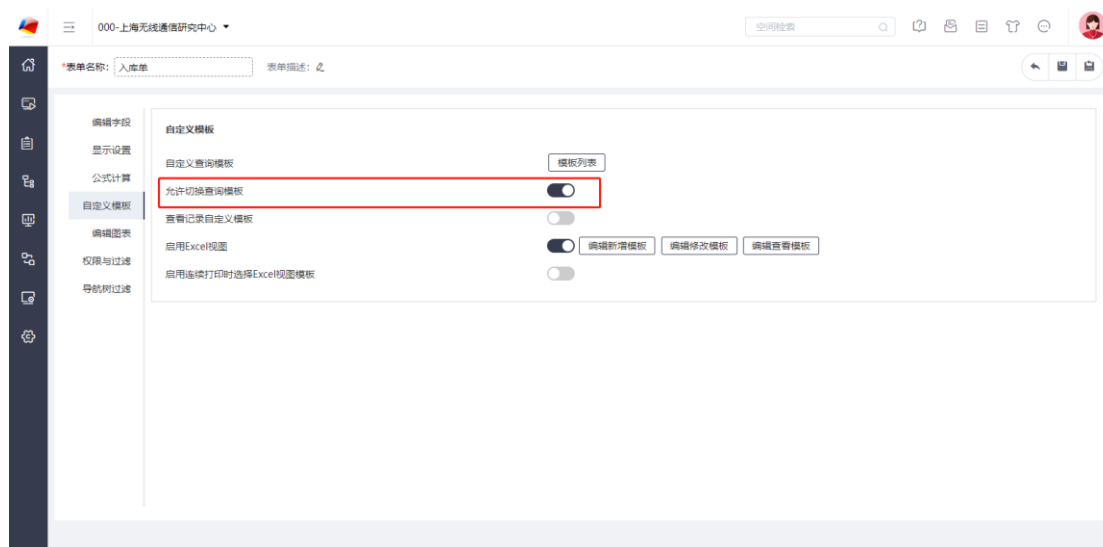 000-上海无线通信研究中心
空间检索
*表单名称： 入库单 表单描述：
编辑字段
显示设置
公式计算
自定义模板
编辑图表
权限与过滤
导航树过滤
自定义模板
自定义查询模板 模板列表
允许切换查询模板
查看记录自定义模板
启用Excel视图 编辑新增模板 编辑修改模板 编辑查看模板
启用连续打印时选择Excel视图模板